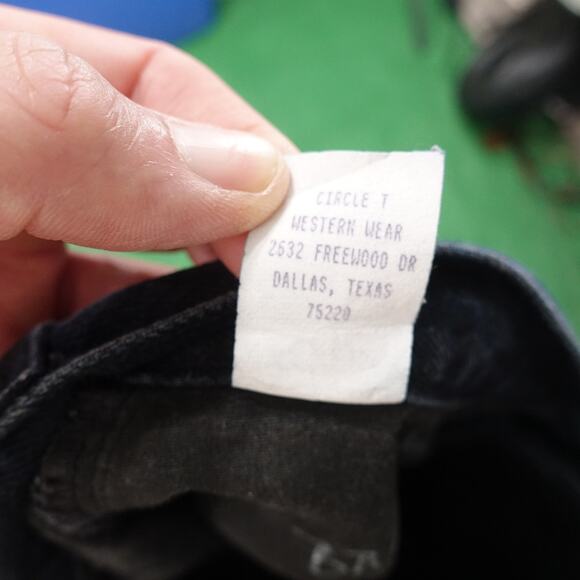 CIRCLE T
WESTERN WEAR
2632 FREEWOOD DR
DALLAS, TEXAS
75220